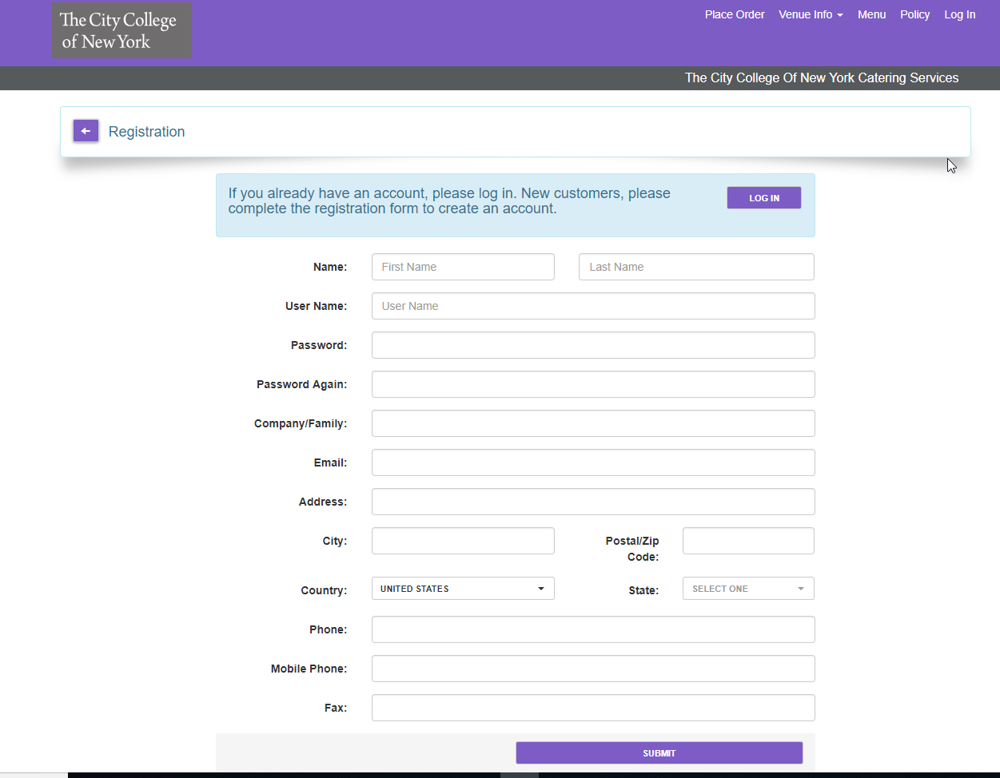 The City College
of New York
Place Order Venue Info Menu Policy Log In
The City College Of New York Catering Services
Registration
If you already have an account, please log in. New customers, please
complete the registration form to create an account.
LOG IN
Name: First Name Last Name
User Name: User Name
Password:
Password Again:
Company/Family:
Email:
Address:
City: Postal/Zip
Code:
Country: UNITED STATES State: SELECT ONE
Phone:
Mobile Phone:
Fax:
SUBMIT